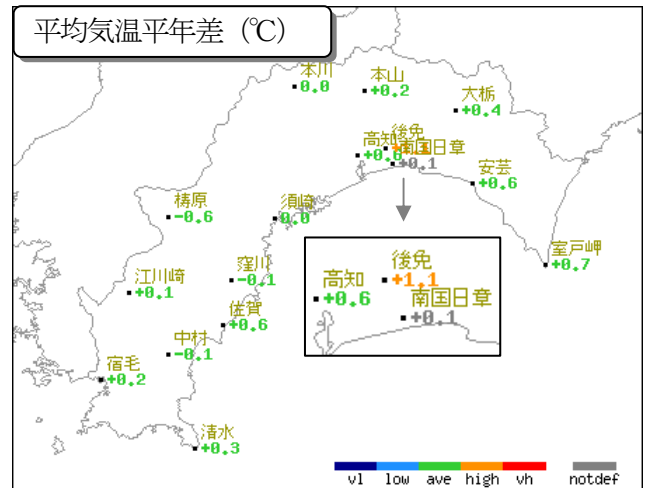 平均気温平年差（℃）
本川
0.0
本山
+0.2
大栃
+0.4
高知
+0.6
後免
+1.1
南国日章
+0.1
安芸
+0.6
梼原
-0.6
須崎
0.0
室戸岬
+0.7
窪川
-0.1
江川崎
+0.1
佐賀
+0.6
中村
-0.1
宿毛
+0.2
清水
+0.3
後免
+1.1
高知
+0.6
南国日章
+0.1
vl low ave high vh notdef